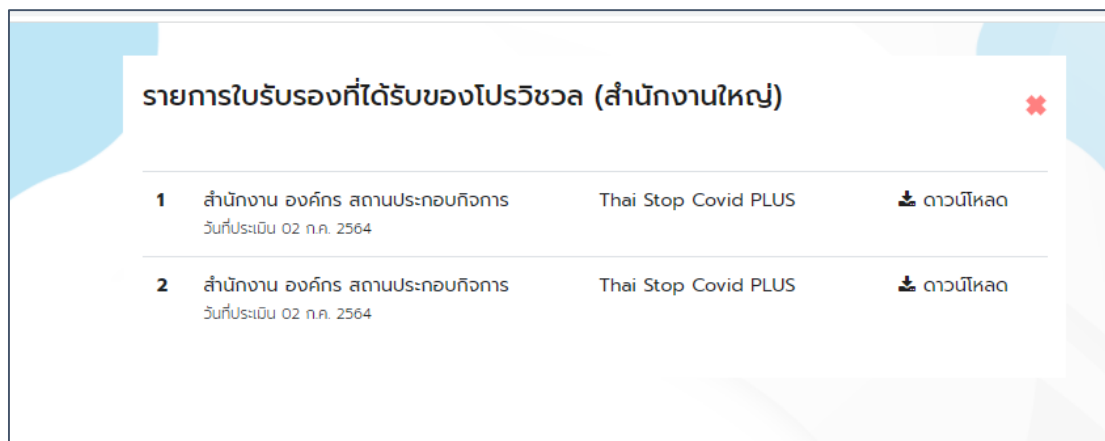 รายการใบรับรองที่ได้รับของโปรวิชวล (สำนักงานใหญ่)
1 สำนักงาน องค์กร สถานประกอบกิจการ Thai Stop Covid PLUS ดาวน์โหลด
วันที่ประเมิน 02 ก.ค. 2564
2 สำนักงาน องค์กร สถานประกอบกิจการ Thai Stop Covid PLUS ดาวน์โหลด
วันที่ประเมิน 02 ก.ค. 2564